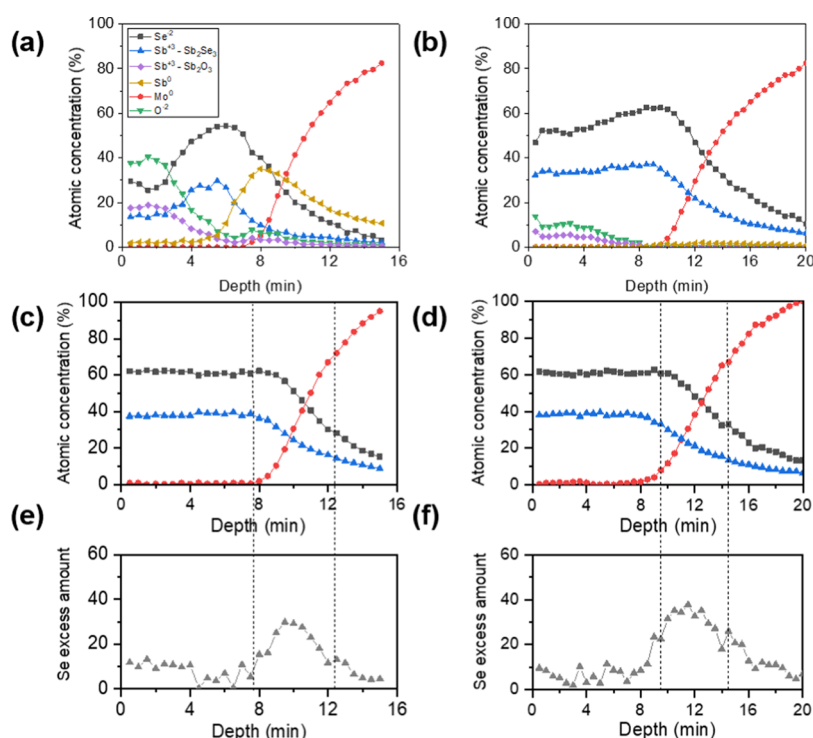 (a)
Atomic concentration (%)
100
80
60
40
20
0
Se⁻²
Sb⁺³ - Sb₂Se₃
Sb⁺³ - Sb₂O₃
Sb⁰
Mo⁰
O⁻²
0 4 8 12 16
Depth (min)
(b)
Atomic concentration (%)
100
80
60
40
20
0
0 4 8 12 16 20
Depth (min)
(c)
Atomic concentration (%)
100
80
60
40
20
0
0 4 8 12 16
Depth (min)
(d)
Atomic concentration (%)
100
80
60
40
20
0
0 4 8 12 16 20
Depth (min)
(e)
Se excess amount
60
40
20
0
0 4 8 12 16
Depth (min)
(f)
Se excess amount
60
40
20
0
0 4 8 12 16 20
Depth (min)